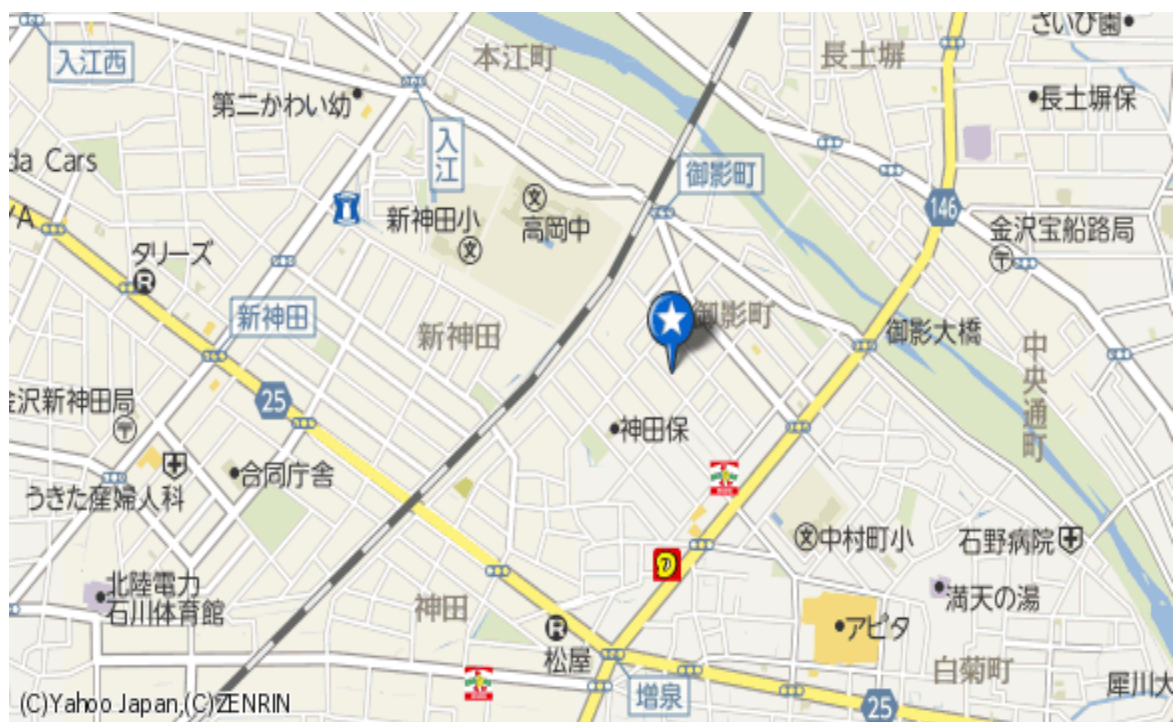 さいび園
入江西
本江町
長土塀
第二かわい幼
長土塀保
入江
da Cars
御影町
146
新神田小
高岡中
金沢宝船路局
タリーズ
新神田
新神田
御影町
御影大橋
中央通町
25
金沢新神田局
神田保
合同庁舎
うきた産婦人科
中村町小
石野病院
北陸電力
石川体育館
神田
満天の湯
アピタ
松屋
白菊町
増泉
犀川大
25
(C)Yahoo Japan,(C)ZENRIN